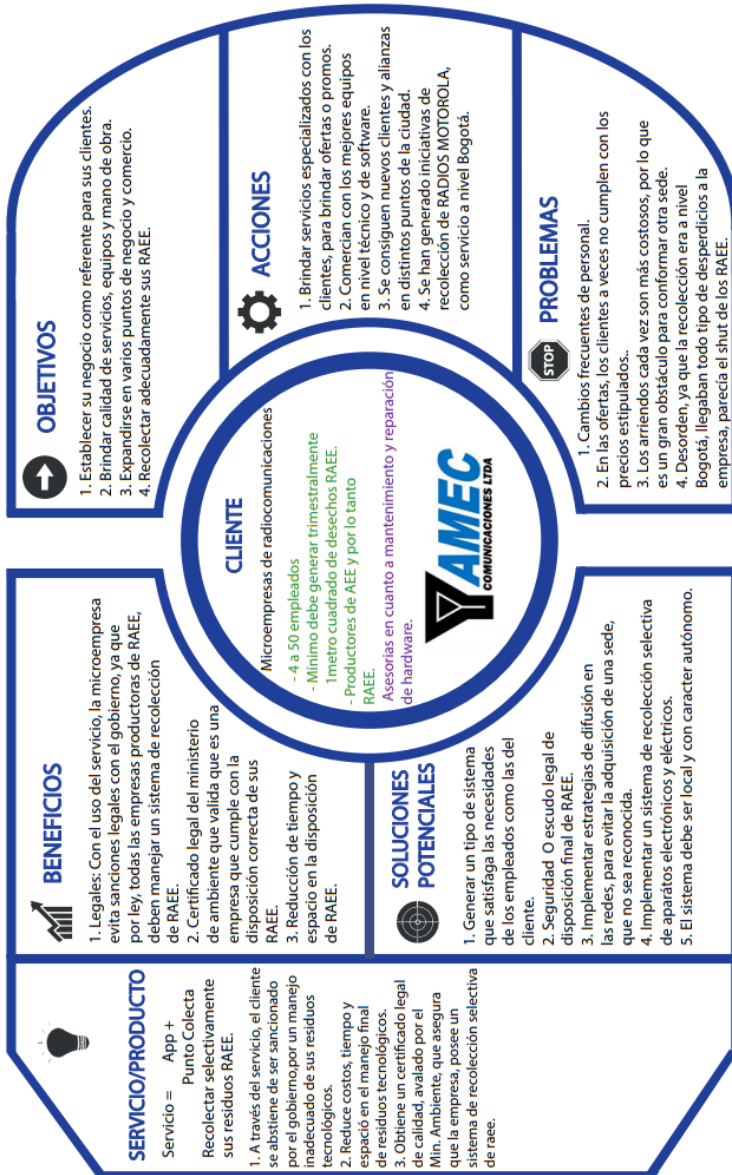 SERVICIO/PRODUCTO
Servicio = App +
Punto Colecta
Recolectar selectivamente
sus residuos RAEE.
1. A través del servicio, el cliente
se abstiene de ser sancionado
por el gobierno,por un manejo
inadecuado de sus residuos
tecnológicos.
2. Reduce costos, tiempo y
espació en el manejo final
de residuos tecnológicos.
3. Obtiene un certificado legal
de calidad, avalado por el
Min. Ambiente, que asegura
que la empresa, posee un
sistema de recolección selectiva
de raee.
BENEFICIOS
1. Legales: Con el uso del servicio, la microempresa
evita sanciones legales con el gobierno, ya que
por ley, todas las empresas productoras de RAEE,
deben manejar un sistema de recolección
de RAEE.
2. Certificado legal del ministerio
de ambiente que valida que es una
empresa que cumple con la
disposición correcta de sus
RAEE.
3. Reducción de tiempo y
espacio en la disposición
de RAEE.
SOLUCIONES
POTENCIALES
1. Generar un tipo de sistema
que satisfaga las necesidades
de los empleados como las del
cliente.
2. Seguridad O escudo legal de
disposición final de RAEE.
3. Implementar estrategias de difusión en
las redes, para evitar la adquisición de una sede,
que no sea reconocida.
4. Implementar un sistema de recolección selectiva
de aparátos electrónicos y eléctricos.
5. El sistema debe ser local y con caracter autónomo.
CLIENTE
Microempresas de radiocomunicaciones
- 4 a 50 empleados
- Mínimo debe generar trimestralmente
1metro cuadrado de desechos RAEE.
- Productores de AEE y por lo tanto
RAEE.
Asesorias en cuanto a mantenimiento y reparación
de hardware.
YAMEC
COMUNICACIONES LTDA
OBJETIVOS
1. Establecer su negocio como referente para sus clientes.
2. Brindar calidad de servicios, equipos y mano de obra.
3. Expandirse en varios puntos de negocio y comercio.
4. Recolectar adecuadamente sus RAEE.
ACCIONES
1. Brindar servicios especializados con los
clientes, para brindar ofertas o promos.
2. Comercian con los mejores equipos
en nivel técnico y de software.
3. Se consiguen nuevos clientes y alianzas
en distintos puntos de la ciudad.
4. Se han generado iniciativas de
recolección de RADIOS MOTOROLA,
como servicio a nivel Bogotá.
STOP
PROBLEMAS
1. Cambios frecuentes de personal.
2. En las ofertas, los clientes a veces no cumplen con los
precios estipulados..
3. Los arriendos cada vez son más costosos, por lo que
es un gran obstáculo para conformar otra sede.
4. Desorden, ya que la recolección era a nivel
Bogotá, llegaban todo tipo de desperdicios a la
empresa, parecía el shut de los RAEE.